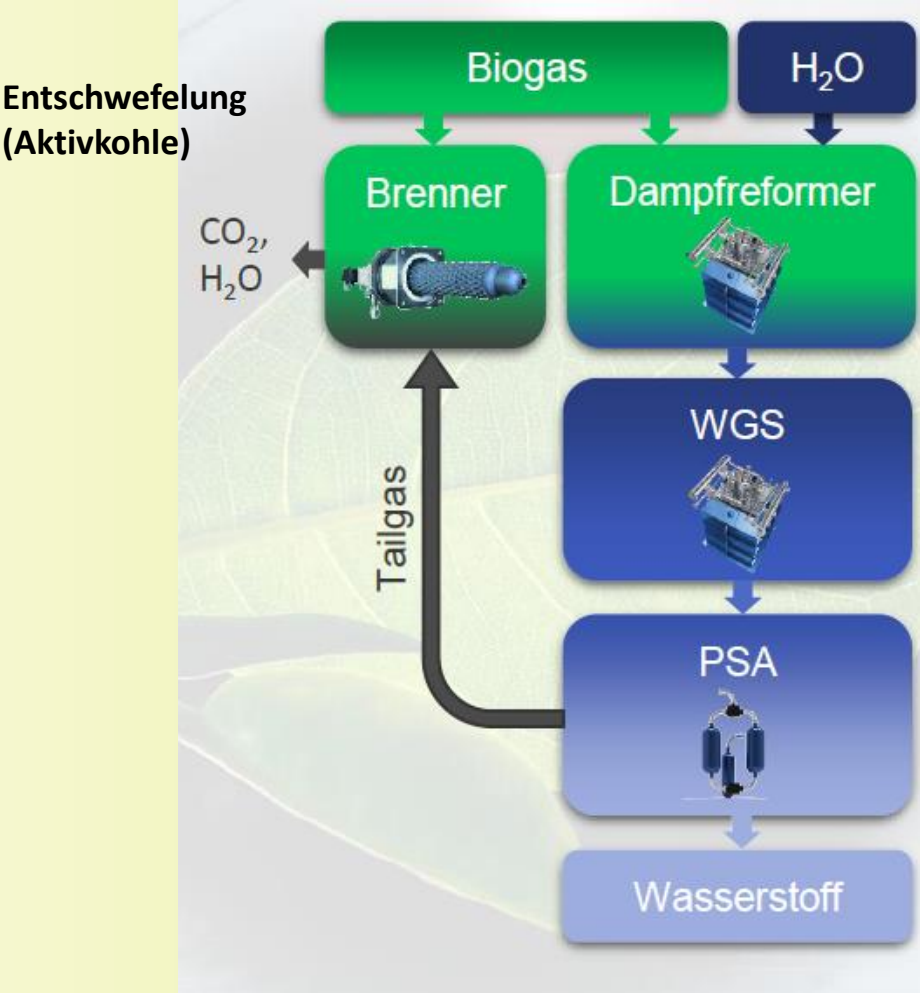 Biogas
H₂O
Entschwefelung
(Aktivkohle)
Brenner
Dampfreformer
CO₂,
H₂O
WGS
Tailgas
PSA
Wasserstoff